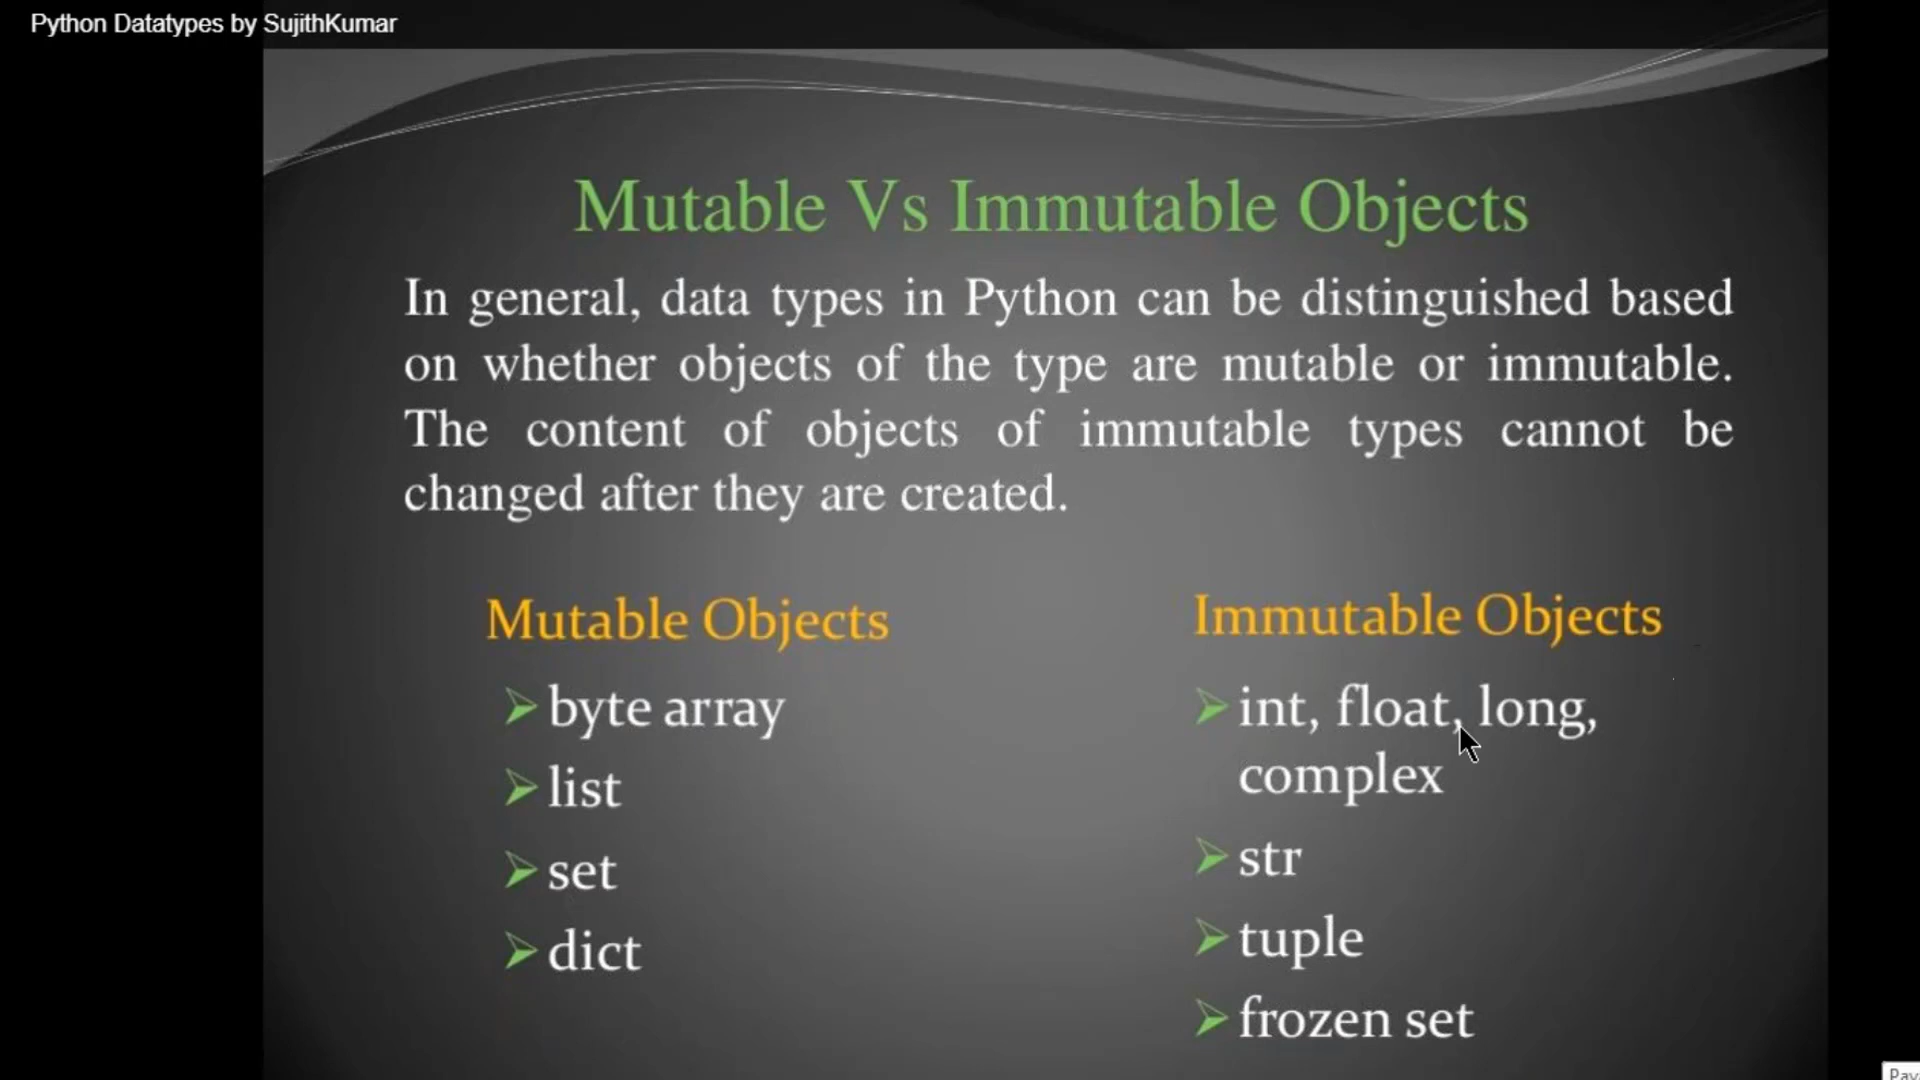 Python Datatypes by SujithKumar
Mutable Vs Immutable Objects
In general, data types in Python can be distinguished based
on whether objects of the type are mutable or immutable.
The content of objects of immutable types cannot be
changed after they are created.
Mutable Objects
byte array
list
set
dict
Immutable Objects
int, float, long,
complex
str
tuple
frozen set